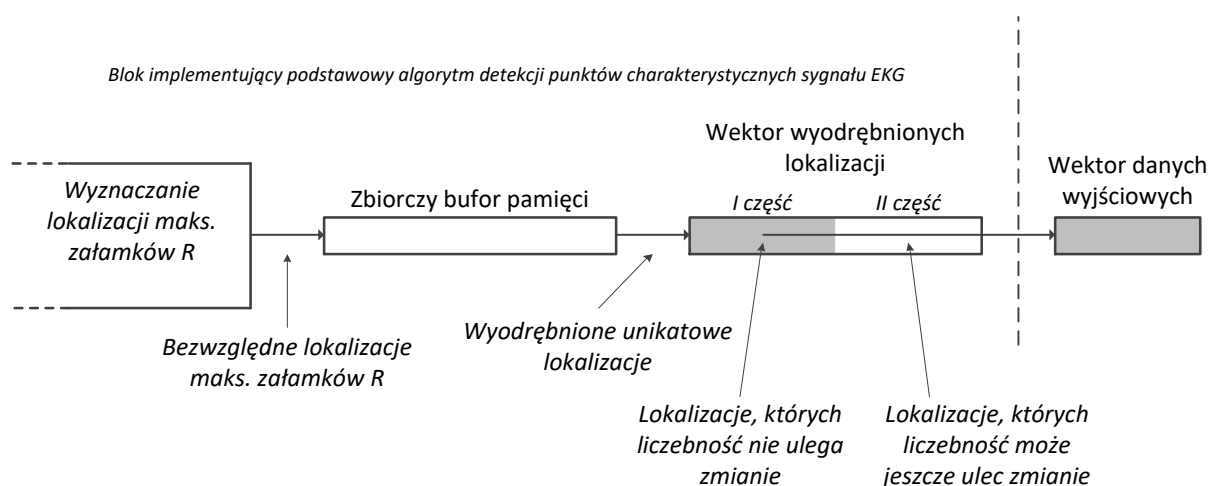 Blok implementujący podstawowy algorytm detekcji punktów charakterystycznych sygnału EKG
Wyznaczanie
lokalizacji maks.
załamków R
Zbiorczy bufor pamięci
Wektor wyodrębnionych
lokalizacji
I część
II część
Wektor danych
wyjściowych
Bezwzględne lokalizacje
maks. załamków R
Wyodrębnione unikatowe
lokalizacje
Lokalizacje, których
liczebność nie ulega
zmianie
Lokalizacje, których
liczebność może
jeszcze ulec zmianie